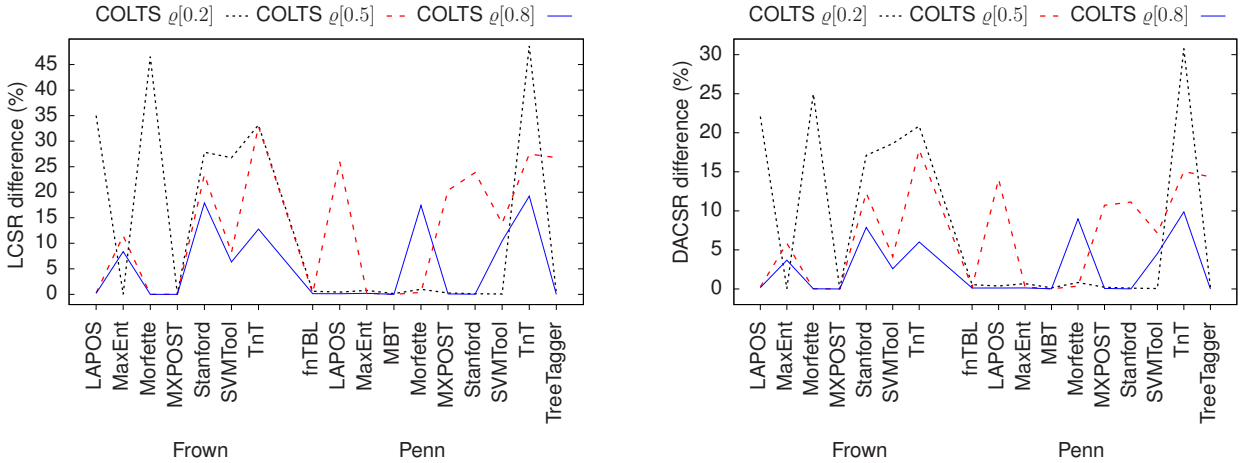 COLTS ϱ[0.2] COLTS ϱ[0.5] COLTS ϱ[0.8]
LCSR difference (%)
45
40
35
30
25
20
15
10
5
0
LAPOS
MaxEnt
Morfette
MXPOST
Stanford
SVMTool
TnT
fnTBL
LAPOS
MaxEnt
MBT
Morfette
MXPOST
Stanford
SVMTool
TnT
TreeTagger
Frown Penn
COLTS ϱ[0.2] COLTS ϱ[0.5] COLTS ϱ[0.8]
DACSR difference (%)
30
25
20
15
10
5
0
LAPOS
MaxEnt
Morfette
MXPOST
Stanford
SVMTool
TnT
fnTBL
LAPOS
MaxEnt
MBT
Morfette
MXPOST
Stanford
SVMTool
TnT
TreeTagger
Frown Penn